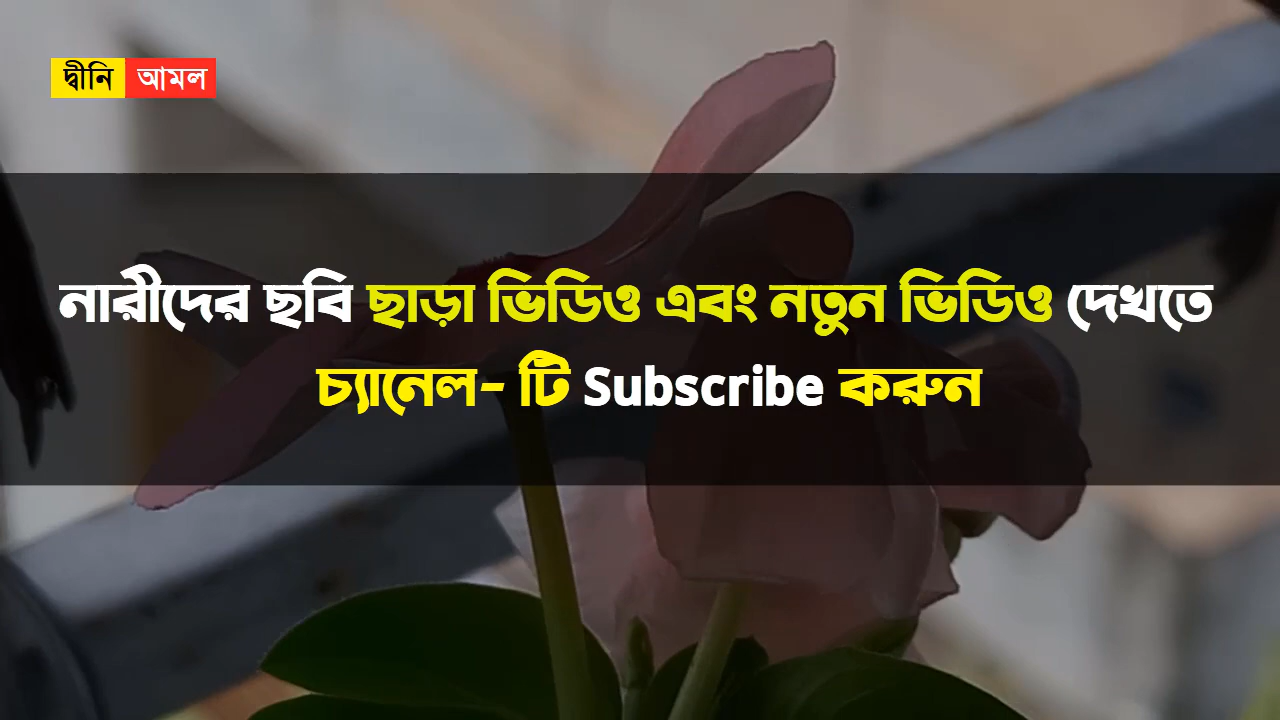 দ্বীনি আমল
নারীদের ছবি ছাড়া ভিডিও এবং নতুন ভিডিও দেখতে
চ্যানেল- টি Subscribe করুন